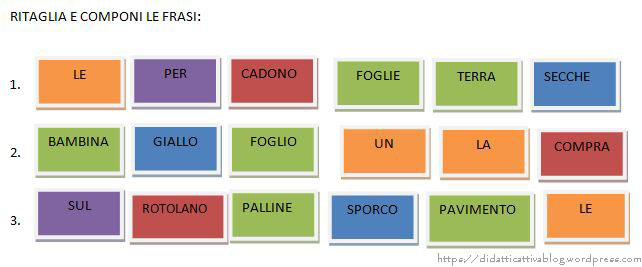 RITAGLIA E COMPONI LE FRASI:
1. LE PER CADONO FOGLIE TERRA SECCHE
2. BAMBINA GIALLO FOGLIO UN LA COMPRA
3. SUL ROTOLANO PALLINE SPORCO PAVIMENTO LE
https://didatticattivablog.wordpress.com